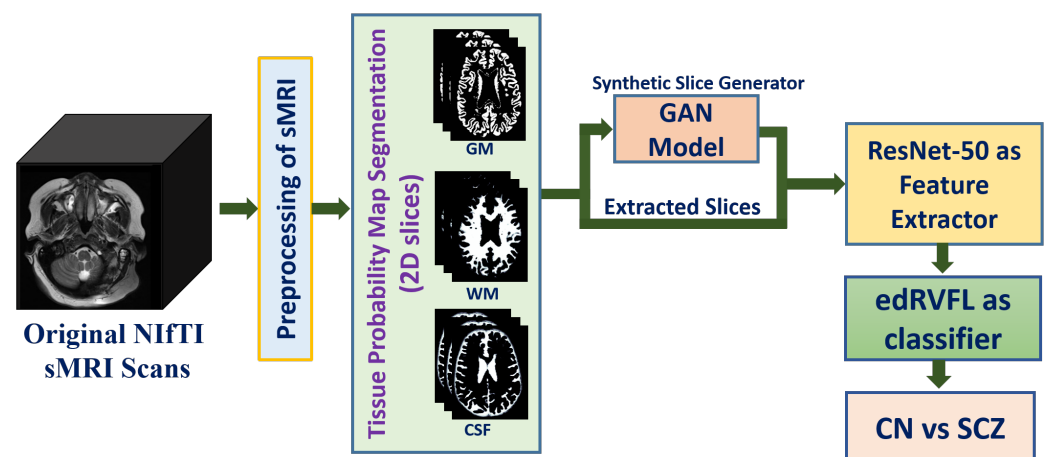 Original NIfTI
sMRI Scans
Preprocessing of sMRI
Tissue Probability Map Segmentation
(2D slices)
GM
WM
CSF
Synthetic Slice Generator
GAN
Model
Extracted Slices
ResNet-50 as
Feature
Extractor
edRVFL as
classifier
CN vs SCZ